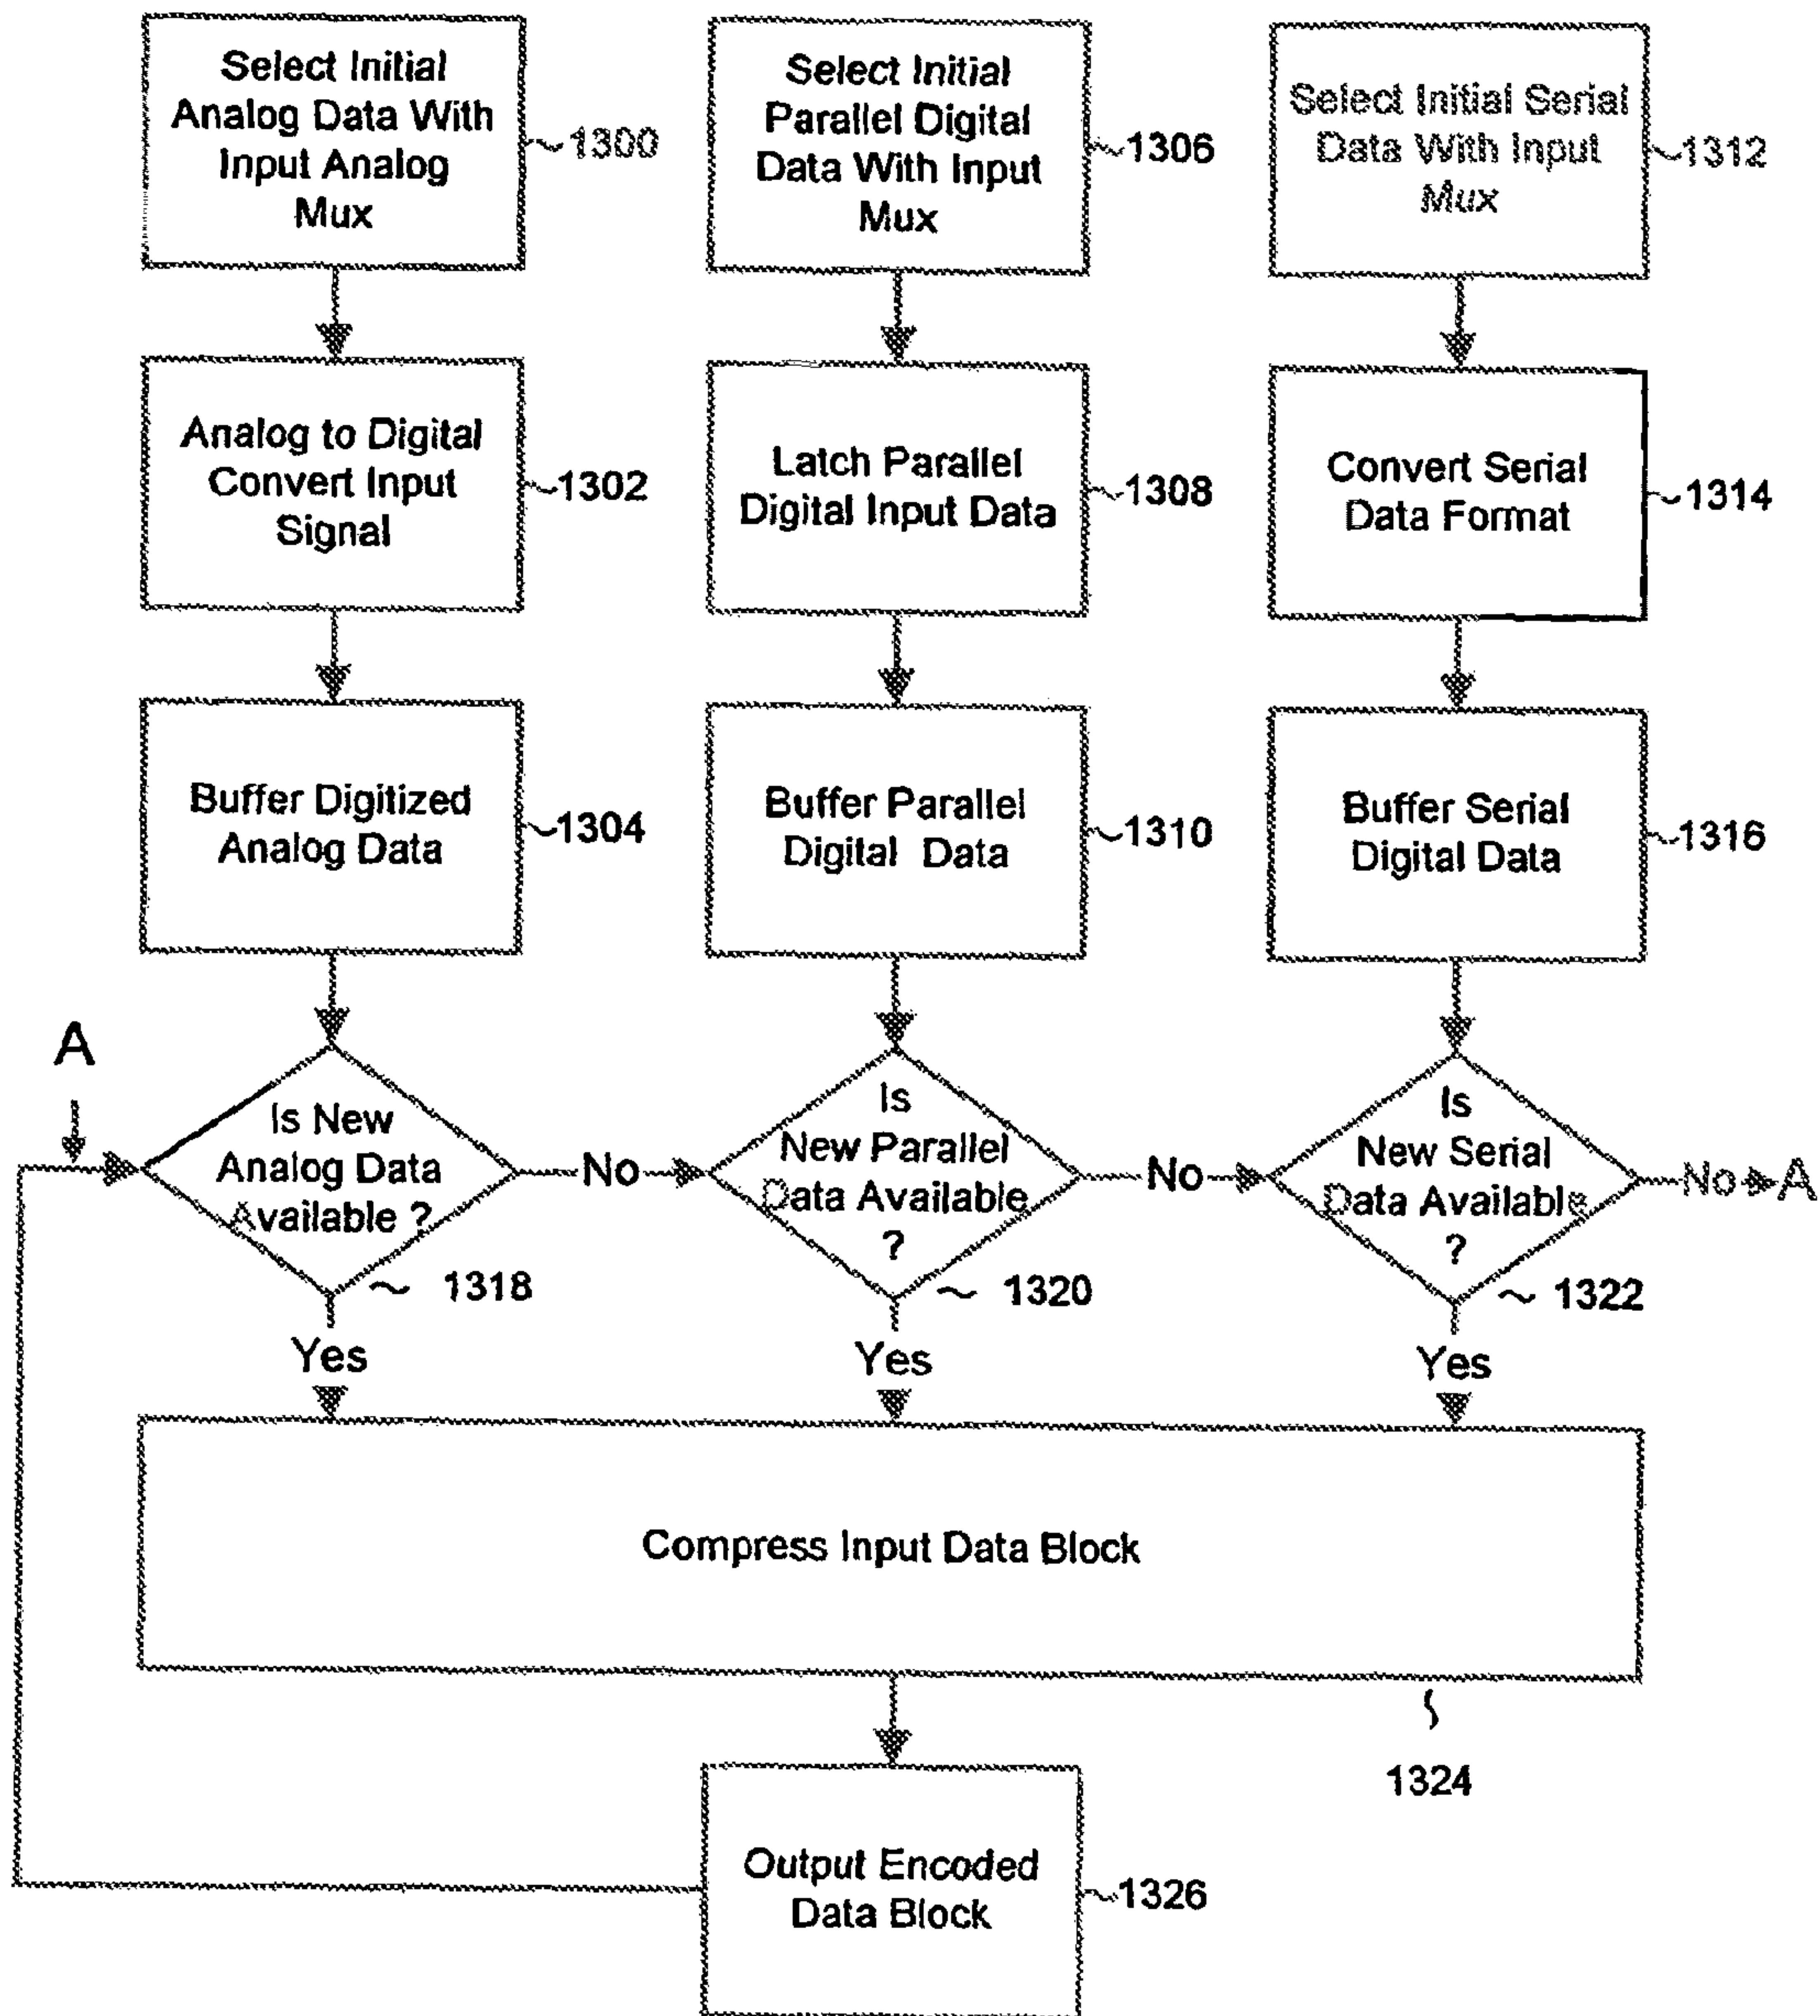 Select Initial
Analog Data With
Input Analog
Mux
1300
Select Initial
Parallel Digital
Data With Input
Mux
1306
Select Initial Serial
Data With Input
Mux
1312
Analog to Digital
Convert Input
Signal
1302
Latch Parallel
Digital Input Data
1308
Convert Serial
Data Format
1314
Buffer Digitized
Analog Data
1304
Buffer Parallel
Digital Data
1310
Buffer Serial
Digital Data
1316
A
Is New
Analog Data
Available ?
1318
No
Is
New Parallel
Data Available
?
1320
No
Is
New Serial
Data Available
?
1322
No
A
Yes
Yes
Yes
Compress Input Data Block
1324
Output Encoded
Data Block
1326